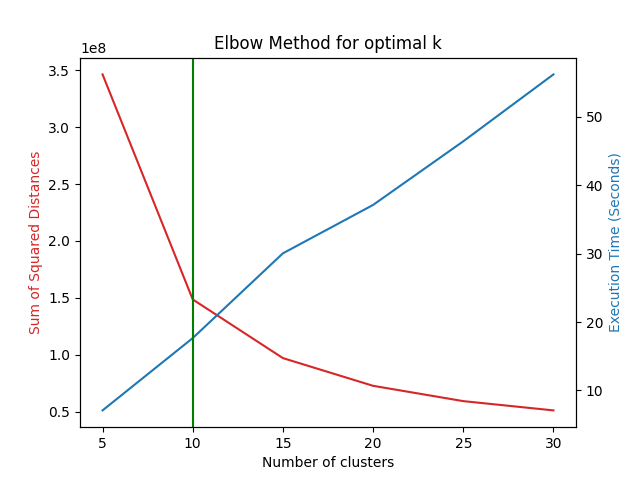 Elbow Method for optimal k
1e8
3.5
3.0
2.5
2.0
1.5
1.0
0.5
Sum of Squared Distances
50
40
30
20
10
Execution Time (Seconds)
5 10 15 20 25 30
Number of clusters